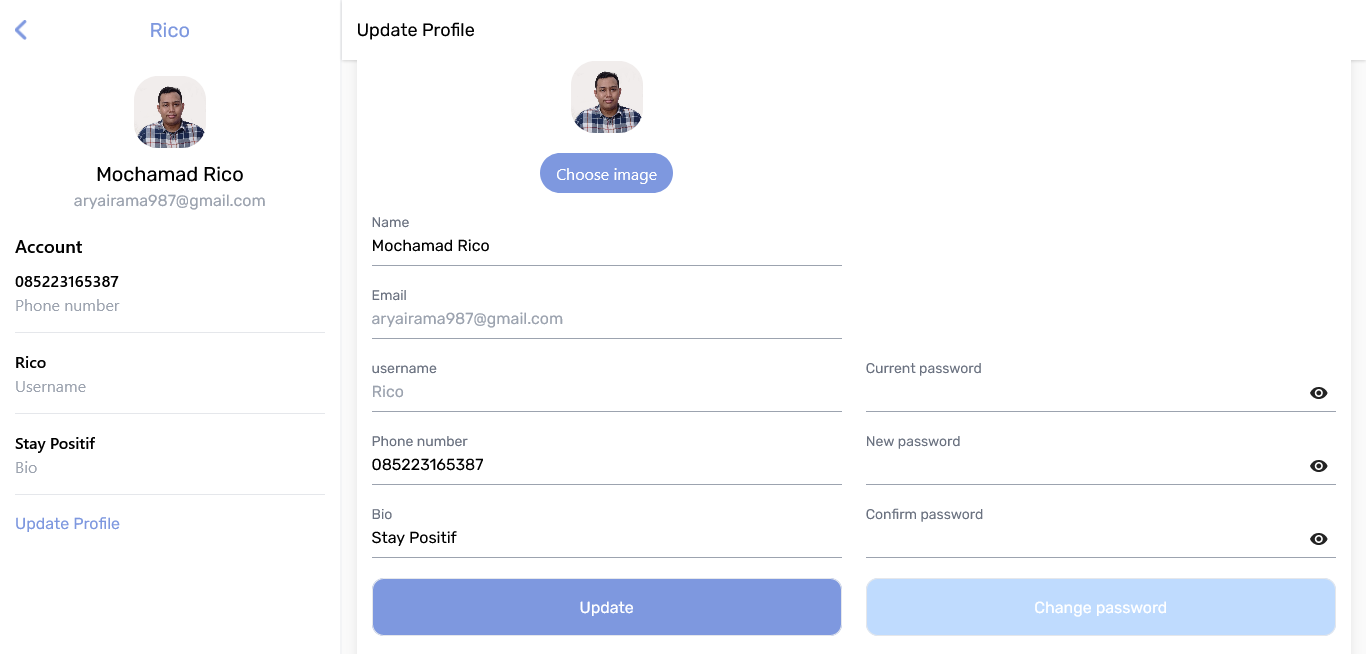 Rico
Mochamad Rico
aryairama987@gmail.com
Account
085223165387
Phone number
Rico
Username
Stay Positif
Bio
Update Profile
Update Profile
Choose image
Name
Mochamad Rico
Email
aryairama987@gmail.com
username
Rico
Phone number
085223165387
Bio
Stay Positif
Update
Current password
New password
Confirm password
Change password